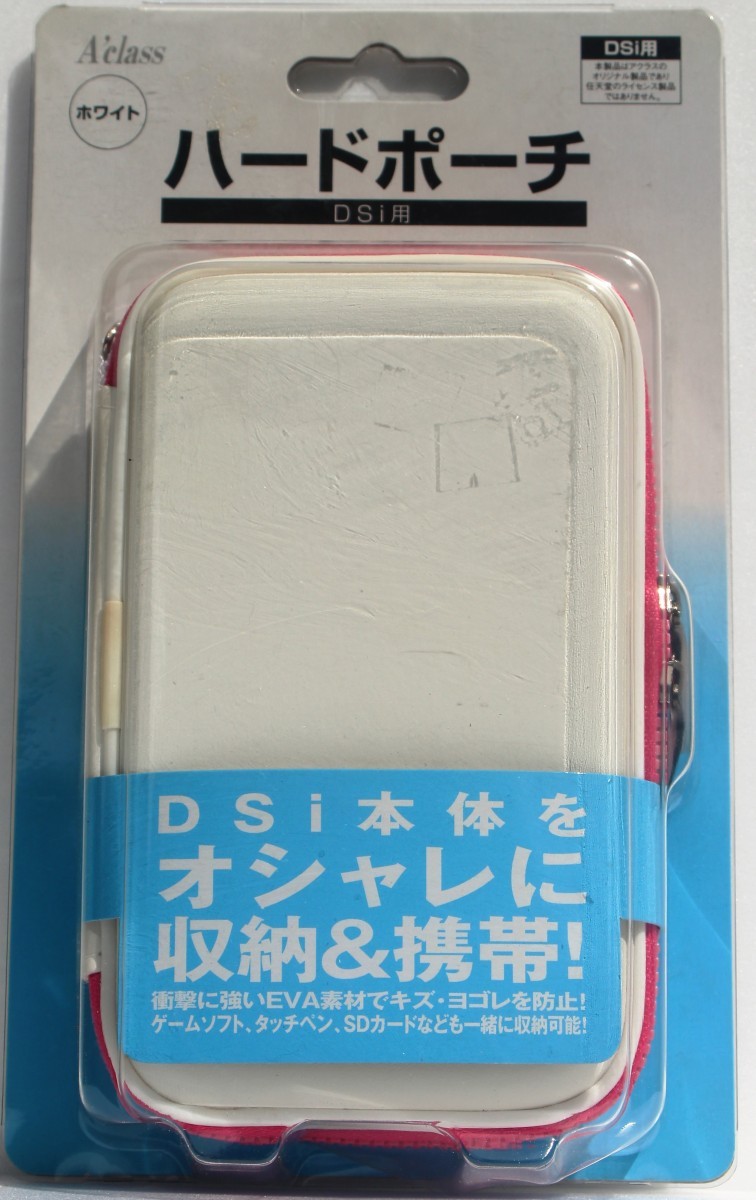 A'class
ホワイト
DSi用
本製品はアクラスの
オリジナル製品であり
任天堂のライセンス製品
ではありません。
ハードポーチ
DSi用
DSi本体を
オシャレに
収納&携帯!
衝撃に強いEVA素材でキズ・ヨゴレを防止!
ゲームソフト、タッチペン、SDカードなども一緒に収納可能!